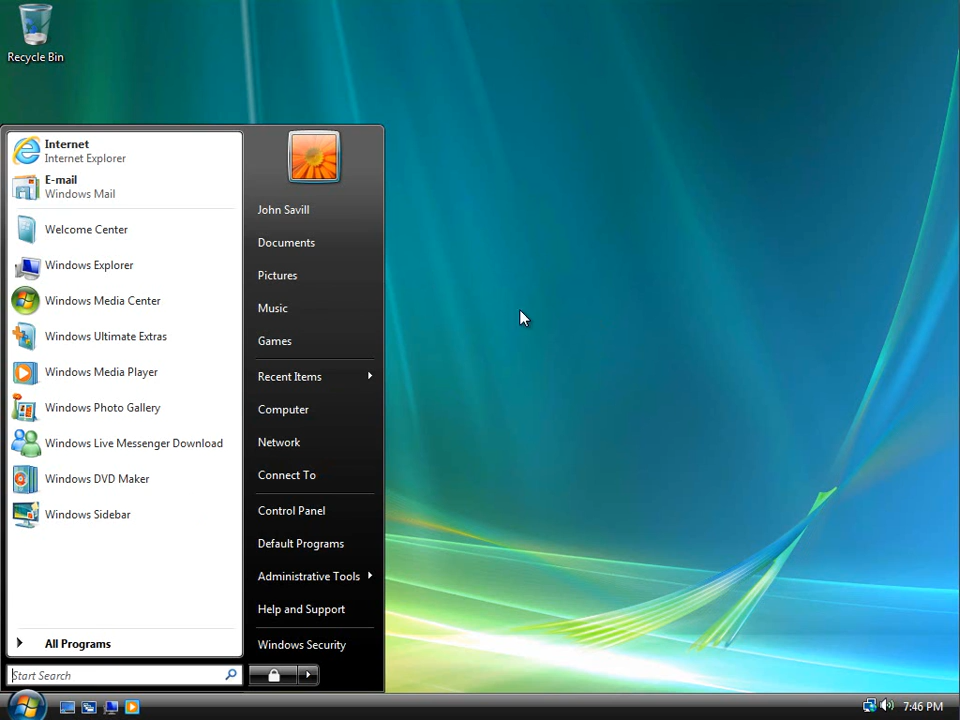 Recycle Bin
Internet
Internet Explorer
E-mail
Windows Mail
Welcome Center
Windows Explorer
Windows Media Center
Windows Ultimate Extras
Windows Media Player
Windows Photo Gallery
Windows Live Messenger Download
Windows DVD Maker
Windows Sidebar
All Programs
Start Search
John Savill
Documents
Pictures
Music
Games
Recent Items
Computer
Network
Connect To
Control Panel
Default Programs
Administrative Tools
Help and Support
Windows Security
7:46 PM